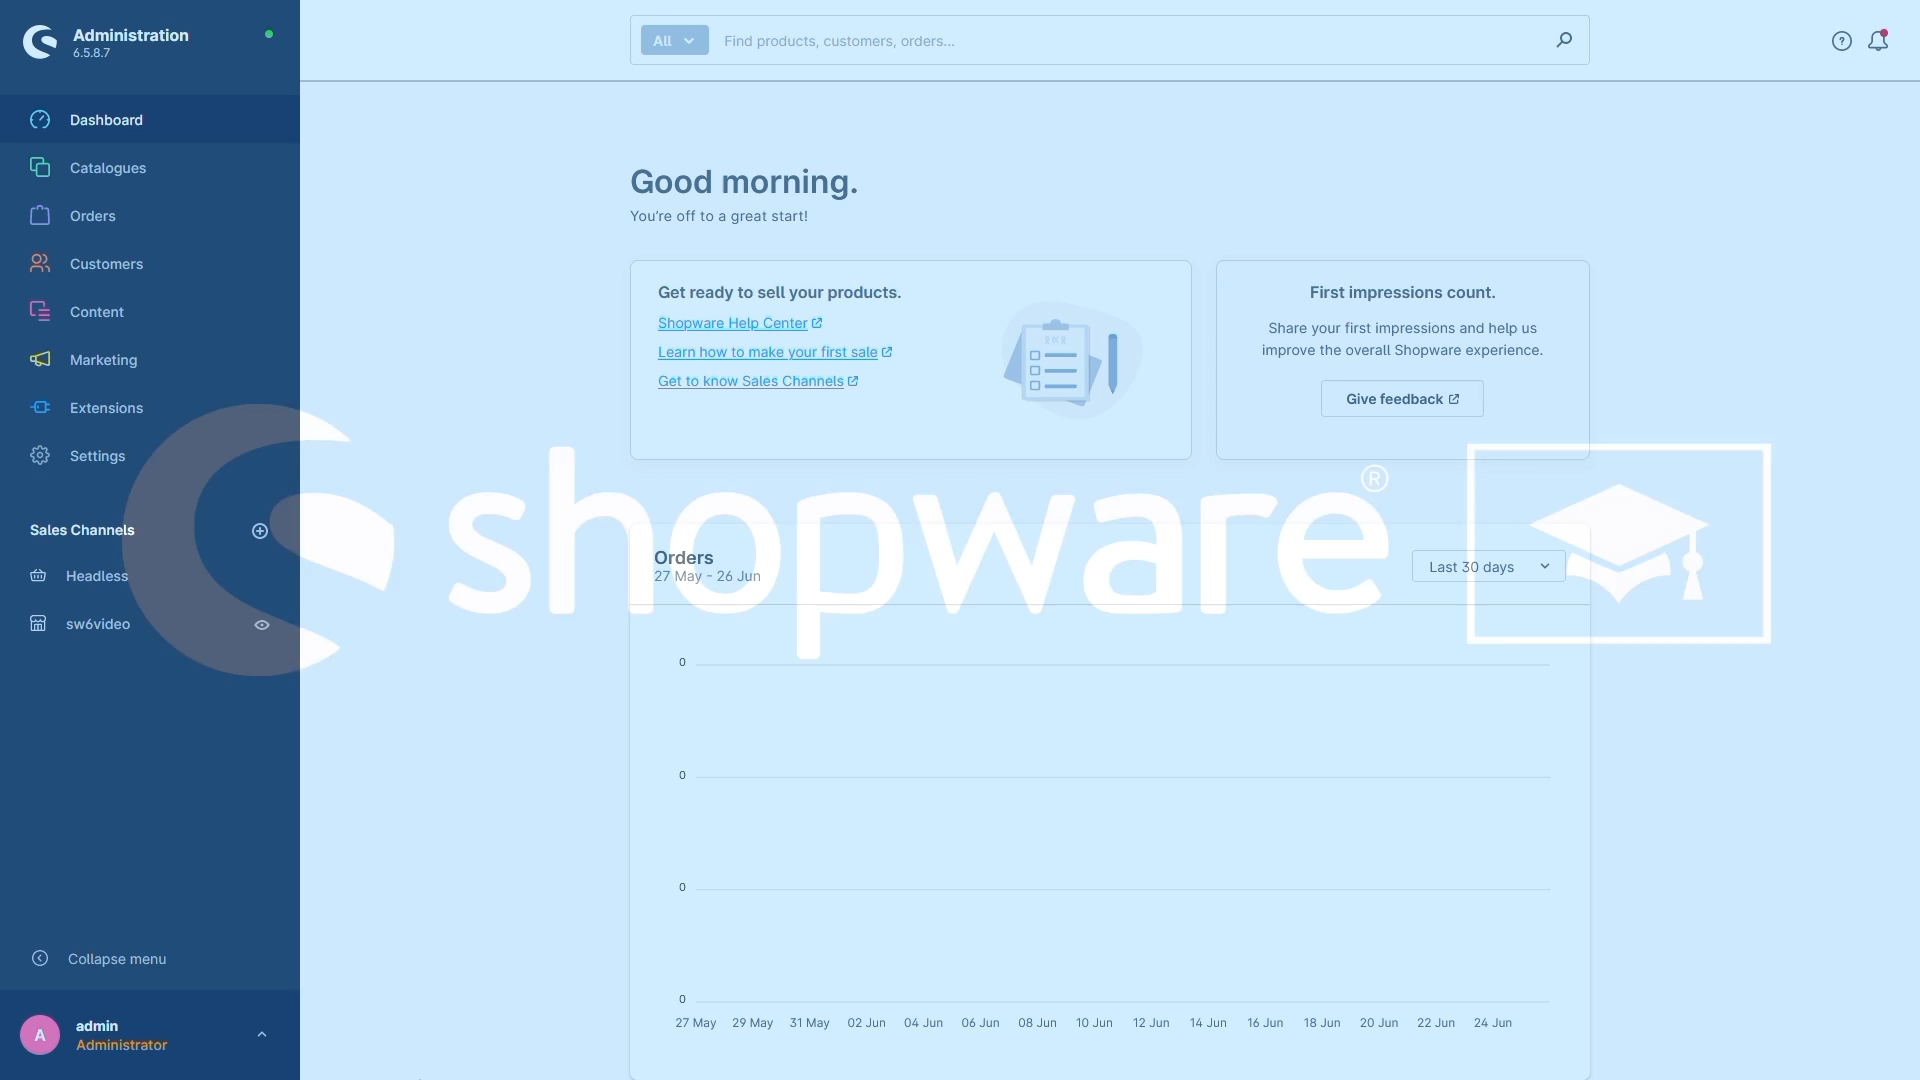 Administration
6.5.8.7
Dashboard
Catalogues
Orders
Customers
Content
Marketing
Extensions
Settings
Sales Channels
Headless
sw6video
Collapse menu
A
admin
Administrator
All
Find products, customers, orders...
Good morning.
You're off to a great start!
Get ready to sell your products.
Shopware Help Center
Learn how to make your first sale
Get to know Sales Channels
First impressions count.
Share your first impressions and help us
improve the overall Shopware experience.
Give feedback
shopware®
Orders
27 May - 26 Jun
Last 30 days
0
0
0
0
27 May 29 May 31 May 02 Jun 04 Jun 06 Jun 08 Jun 10 Jun 12 Jun 14 Jun 16 Jun 18 Jun 20 Jun 22 Jun 24 Jun